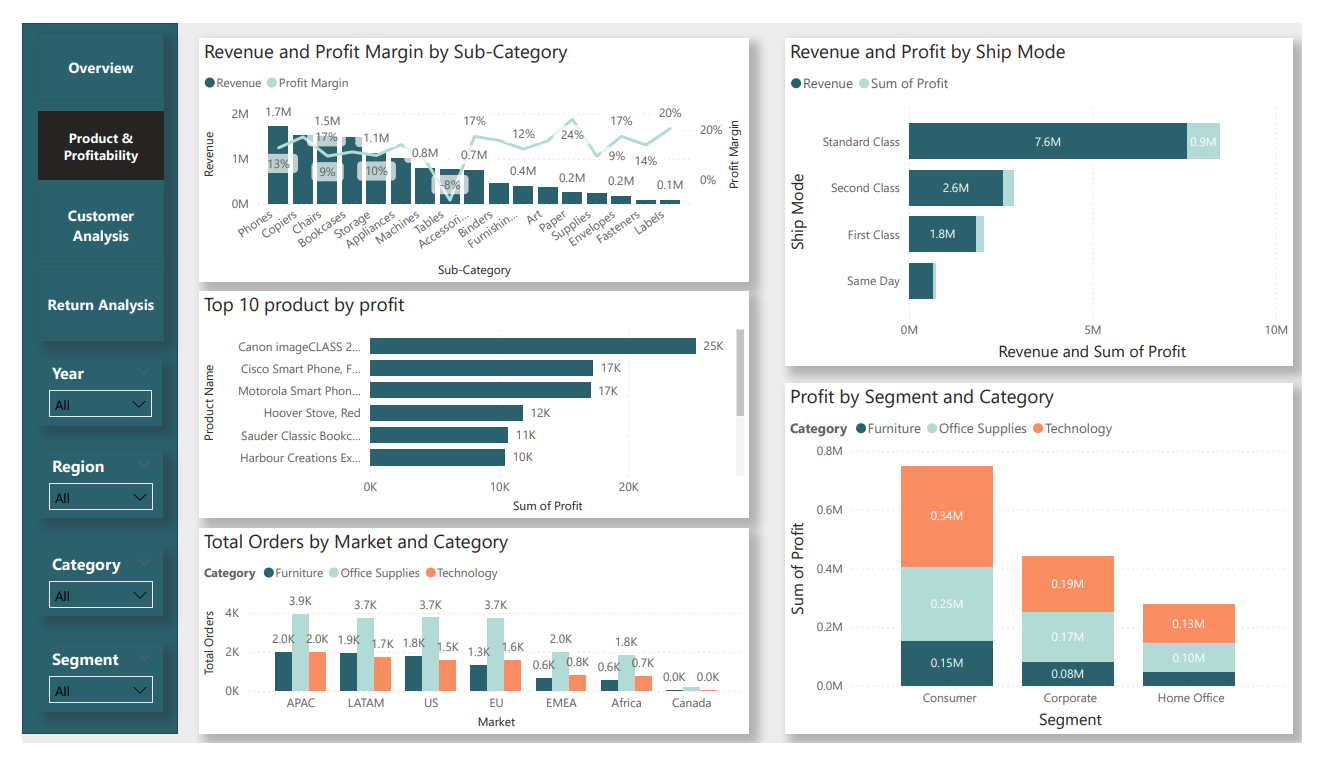 Overview
Product &
Profitability
Customer
Analysis
Return Analysis
Year
All
Region
All
Category
All
Segment
All
Revenue and Profit Margin by Sub-Category
Revenue Profit Margin
2M
1M
0M
Revenue
1.7M 1.5M 1.1M 0.8M 0.7M 0.4M 0.2M 0.2M 0.1M
13% 17% 9% 10% -8% 17% 12% 24% 9% 17% 14% 20%
20%
0%
Profit Margin
Phones Copiers Chairs Bookcases Storage Appliances Machines Tables Accessori... Binders Furnishin... Art Paper Supplies Envelopes Fasteners Labels
Sub-Category
Top 10 product by profit
Product Name
Canon imageCLASS 2... 25K
Cisco Smart Phone, F... 17K
Motorola Smart Phon... 17K
Hoover Stove, Red 12K
Sauder Classic Bookc... 11K
Harbour Creations Ex... 10K
0K 10K 20K
Sum of Profit
Total Orders by Market and Category
Category Furniture Office Supplies Technology
Total Orders
4K
2K
0K
2.0K 3.9K 2.0K 1.9K 3.7K 1.7K 1.8K 3.7K 1.5K 1.3K 3.7K 1.6K 0.6K 2.0K 0.8K 0.6K 1.8K 0.7K 0.0K 0.0K
APAC LATAM US EU EMEA Africa Canada
Market
Revenue and Profit by Ship Mode
Revenue Sum of Profit
Ship Mode
Standard Class 7.6M 0.9M
Second Class 2.6M
First Class 1.8M
Same Day
0M 5M 10M
Revenue and Sum of Profit
Profit by Segment and Category
Category Furniture Office Supplies Technology
Sum of Profit
0.8M
0.6M
0.4M
0.2M
0.0M
0.34M 0.25M 0.15M
0.19M 0.17M 0.08M
0.13M 0.10M
Consumer Corporate Home Office
Segment